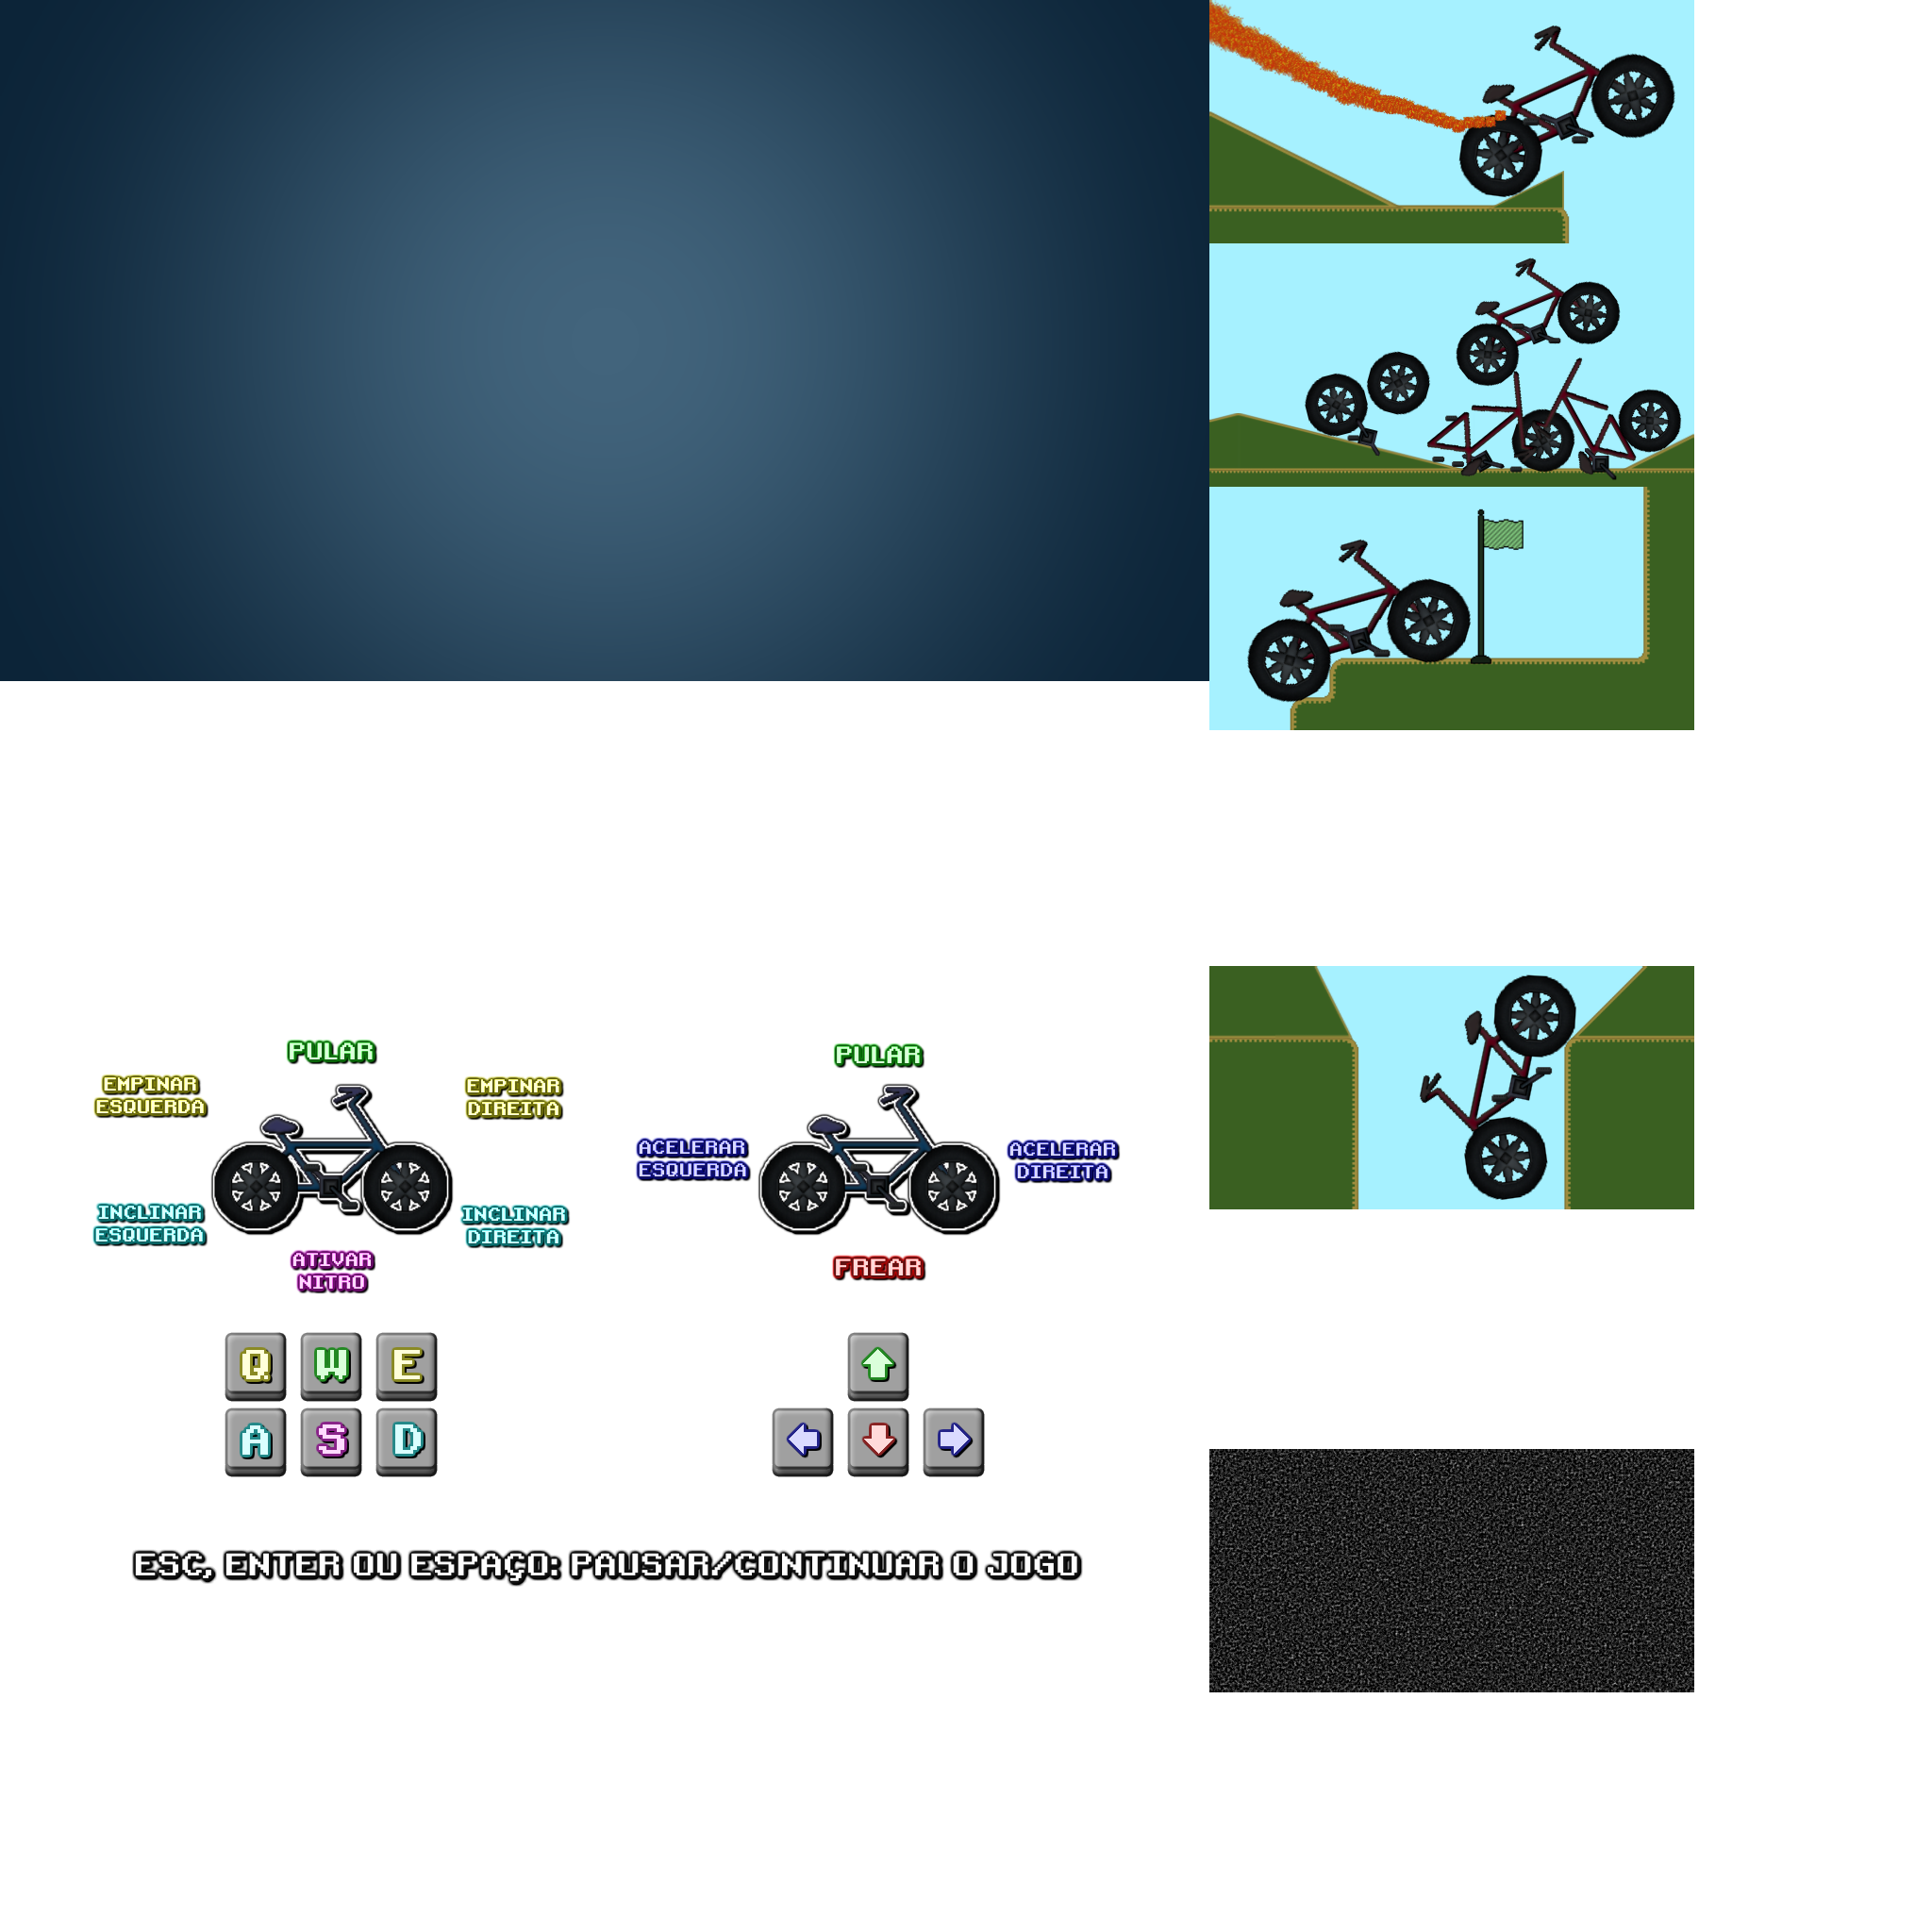 PULAR
EMPINAR
ESQUERDA
EMPINAR
DIREITA
INCLINAR
ESQUERDA
INCLINAR
DIREITA
ATIVAR
NITRO
Q W E
A S D
PULAR
ACELERAR
ESQUERDA
ACELERAR
DIREITA
FREAR
ESC, ENTER OU ESPAÇO: PAUSAR/CONTINUAR O JOGO